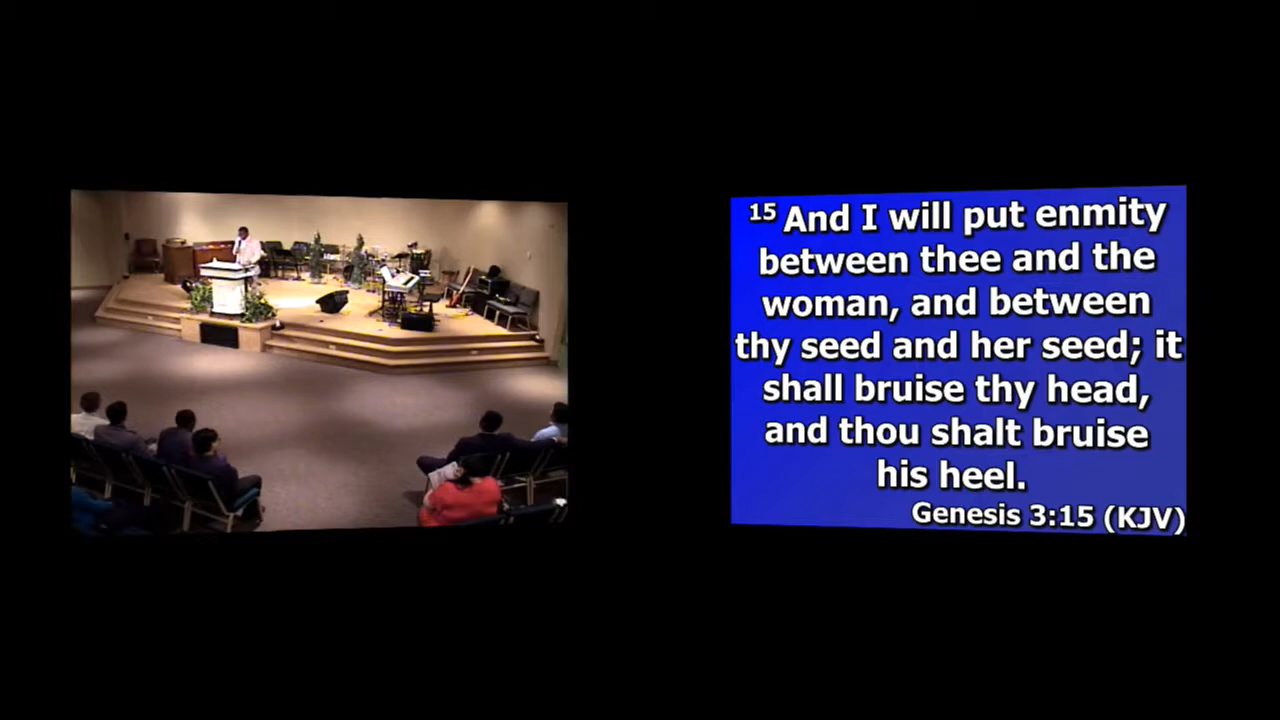 15 And I will put enmity
between thee and the
woman, and between
thy seed and her seed; it
shall bruise thy head,
and thou shalt bruise
his heel.
Genesis 3:15 (KJV)